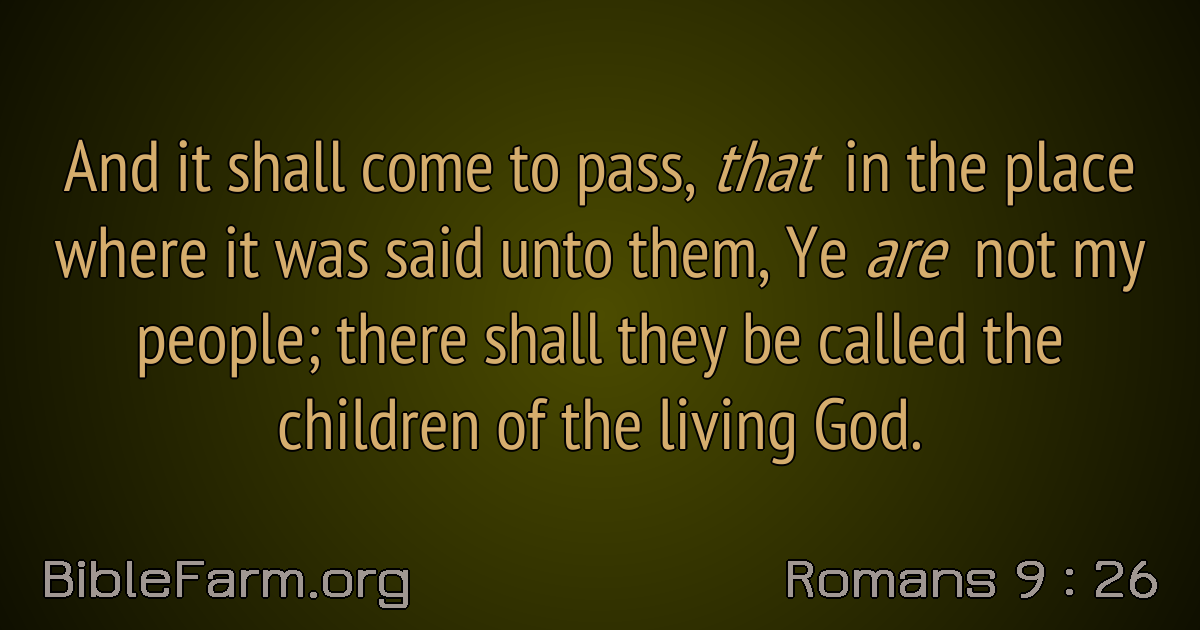 And it shall come to pass, that in the place
where it was said unto them, Ye are not my
people; there shall they be called the
children of the living God.
BibleFarm.org
Romans 9 : 26